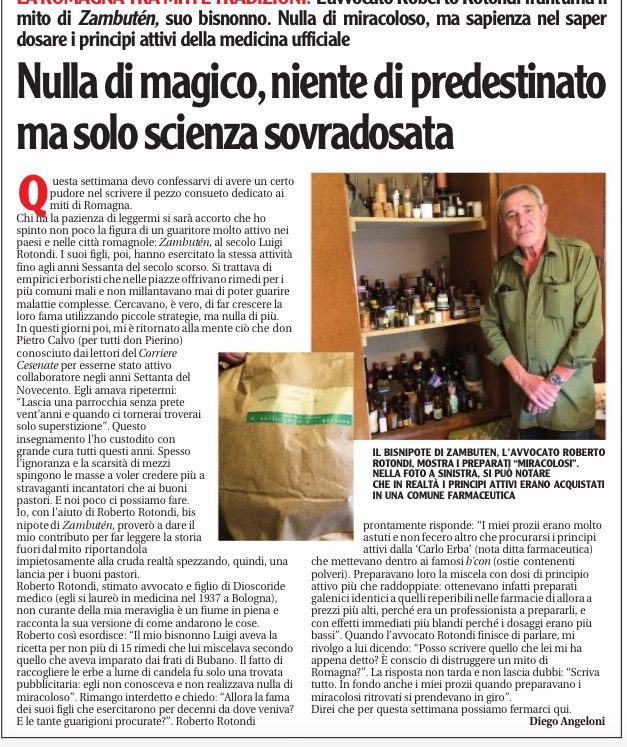 mito di Zambutén, suo bisnonno. Nulla di miracoloso, ma sapienza nel saper
dosare i principi attivi della medicina ufficiale
Nulla di magico, niente di predestinato
ma solo scienza sovradosata
Questa settimana devo confessarvi di avere un certo
pudore nel scrivere il pezzo consueto dedicato ai
miti di Romagna.
Chi ha la pazienza di leggermi si sarà accorto che ho
spinto non poco la figura di un guaritore molto attivo nei
paesi e nelle città romagnole: Zambutén, al secolo Luigi
Rotondi. I suoi figli, poi, hanno esercitato la stessa attività
fino agli anni Sessanta del secolo scorso. Si trattava di
empirici erboristi che nelle piazze offrivano rimedi per i
più comuni mali e non millantavano mai di poter guarire
malattie complesse. Cercavano, è vero, di far crescere la
loro fama utilizzando piccole strategie, ma nulla di più.
In questi giorni poi, mi è ritornato alla mente ciò che don
Pietro Calvo (per tutti don Pierino)
conosciuto dai lettori del Corriere
Cesenate per esserne stato attivo
collaboratore negli anni Settanta del
Novecento. Egli amava ripetermi:
“Lascia una parrocchia senza prete
vent'anni e quando ci tornerai troverai
solo superstizione”. Questo
insegnamento l'ho custodito con
grande cura tutti questi anni. Spesso
l'ignoranza e la scarsità di mezzi
spingono le masse a voler credere più a
stravaganti incantatori che ai buoni
pastori. E noi poco ci possiamo fare.
Io, con l'aiuto di Roberto Rotondi, bis
nipote di Zambutén, proverò a dare il
mio contributo per far leggere la storia
fuori dal mito riportandola
impietosamente alla cruda realtà spezzando, quindi, una
lancia per i buoni pastori.
Roberto Rotondi, stimato avvocato e figlio di Dioscoride
medico (egli si laureò in medicina nel 1937 a Bologna),
non curante della mia meraviglia è un fiume in piena e
racconta la sua versione di come andarono le cose.
Roberto così esordisce: “Il mio bisnonno Luigi aveva la
ricetta per non più di 15 rimedi che lui miscelava secondo
quello che aveva imparato dai frati di Bubano. Il fatto di
raccogliere le erbe a lume di candela fu solo una trovata
pubblicitaria: egli non conosceva e non realizzava nulla di
miracoloso”. Rimango interdetto e chiedo: “Allora la fama
dei suoi figli che esercitarono per decenni da dove veniva?
E le tante guarigioni procurate?”. Roberto Rotondi
IL BISNIPOTE DI ZAMBUTEN, L'AVVOCATO ROBERTO
ROTONDI, MOSTRA I PREPARATI “MIRACOLOSI”.
NELLA FOTO A SINISTRA, SI PUÒ NOTARE
CHE IN REALTÀ I PRINCIPI ATTIVI ERANO ACQUISTATI
IN UNA COMUNE FARMACEUTICA
prontamente risponde: “I miei prozii erano molto
astuti e non fecero altro che procurarsi i principi
attivi dalla ‘Carlo Erba’ (nota ditta farmaceutica)
che mettevano dentro ai famosi b'con (ostie contenenti
polveri). Preparavano loro la miscela con dosi di principio
attivo più che raddoppiate: ottenevano infatti preparati
galenici identici a quelli reperibili nelle farmacie di allora a
prezzi più alti, perché era un professionista a prepararli, e
con effetti immediati più blandi perché i dosaggi erano più
bassi”. Quando l'avvocato Rotondi finisce di parlare, mi
rivolgo a lui dicendo: “Posso scrivere quello che lei mi ha
appena detto? È conscio di distruggere un mito di
Romagna?”. La risposta non tarda e non lascia dubbi: “Scriva
tutto. In fondo anche i miei prozii quando preparavano i
miracolosi ritrovati si prendevano in giro”.
Direi che per questa settimana possiamo fermarci qui.
Diego Angeloni